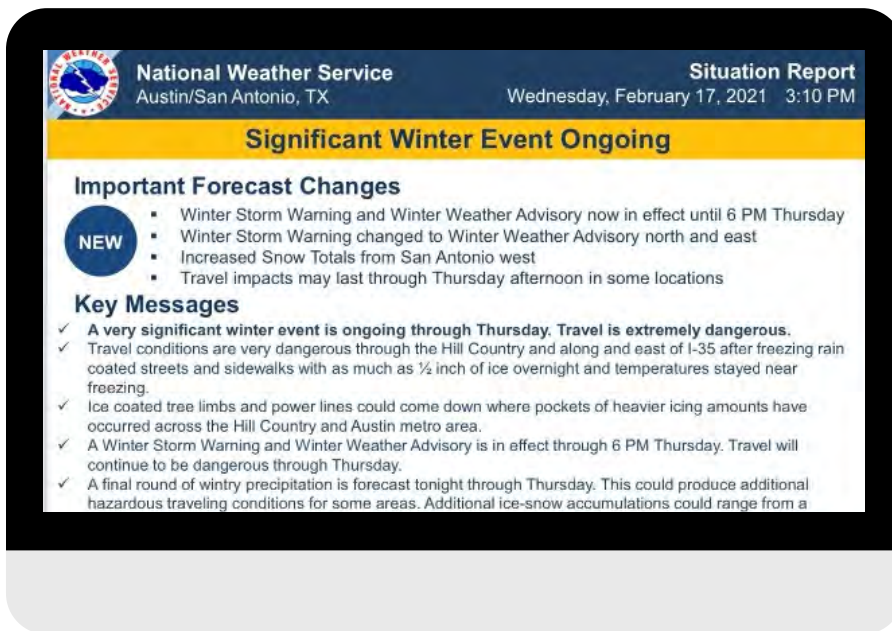 NATIONAL WEATHER SERVICE
National Weather Service
Austin/San Antonio, TX
Situation Report
Wednesday, February 17, 2021 3:10 PM
Significant Winter Event Ongoing
Important Forecast Changes
NEW
▪ Winter Storm Warning and Winter Weather Advisory now in effect until 6 PM Thursday
▪ Winter Storm Warning changed to Winter Weather Advisory north and east
▪ Increased Snow Totals from San Antonio west
▪ Travel impacts may last through Thursday afternoon in some locations
Key Messages
✓ A very significant winter event is ongoing through Thursday. Travel is extremely dangerous.
✓ Travel conditions are very dangerous through the Hill Country and along and east of I-35 after freezing rain
coated streets and sidewalks with as much as ½ inch of ice overnight and temperatures stayed near
freezing.
✓ Ice coated tree limbs and power lines could come down where pockets of heavier icing amounts have
occurred across the Hill Country and Austin metro area.
✓ A Winter Storm Warning and Winter Weather Advisory is in effect through 6 PM Thursday. Travel will
continue to be dangerous through Thursday.
✓ A final round of wintry precipitation is forecast tonight through Thursday. This could produce additional
hazardous traveling conditions for some areas. Additional ice-snow accumulations could range from a